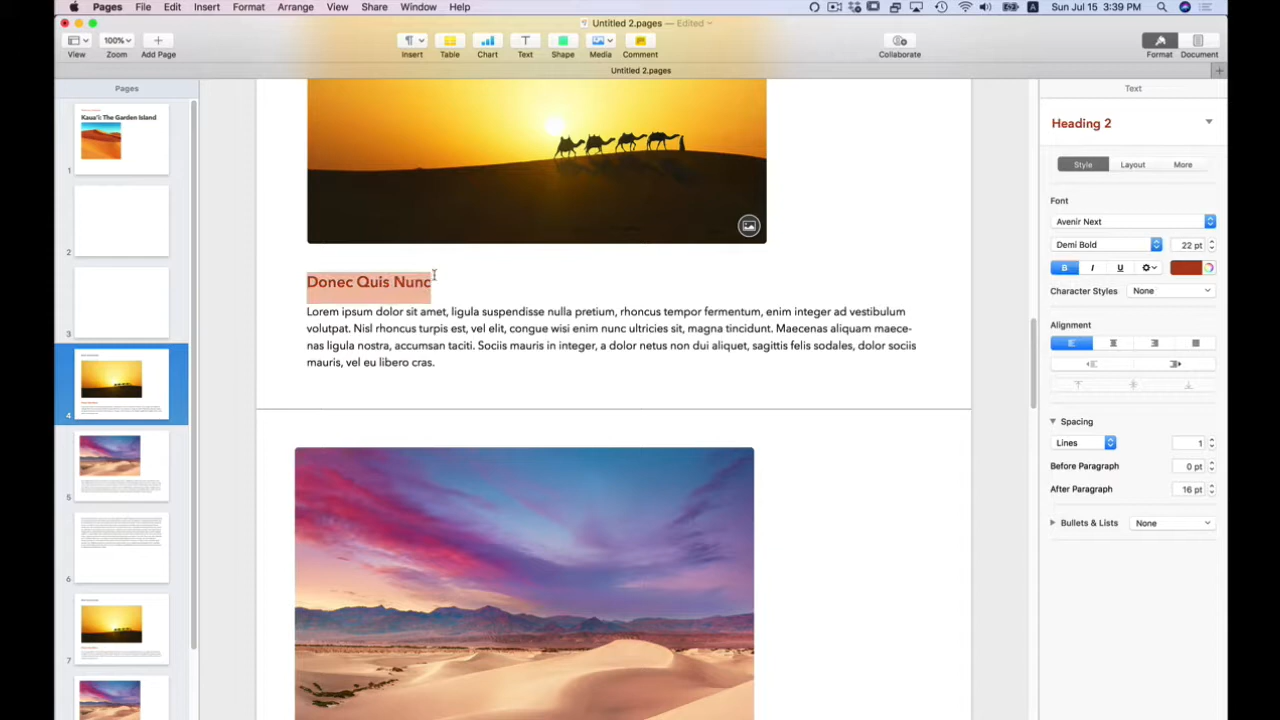 Pages File Edit Insert Format Arrange View Share Window Help
A
Sun Jul 15 3:39 PM
Untitled 2.pages — Edited
100%
View Zoom Add Page
Insert Table Chart Text Shape Media Comment
Collaborate
Format Document
Untitled 2.pages
Pages
Kaua'i: The Garden Island
1
2
3
4
5
6
7
Donec Quis Nunc
Lorem ipsum dolor sit amet, ligula suspendisse nulla pretium, rhoncus tempor fermentum, enim integer ad vestibulum
volutpat. Nisl rhoncus turpis est, vel elit, congue wisi enim nunc ultricies sit, magna tincidunt. Maecenas aliquam maece-
nas ligula nostra, accumsan taciti. Sociis mauris in integer, a dolor netus non dui aliquet, sagittis felis sodales, dolor sociis
mauris, vel eu libero cras.
Text
Heading 2
Style Layout More
Font
Avenir Next
Demi Bold 22 pt
B I U
Character Styles None
Alignment
Spacing
Lines 1
Before Paragraph 0 pt
After Paragraph 16 pt
Bullets & Lists None